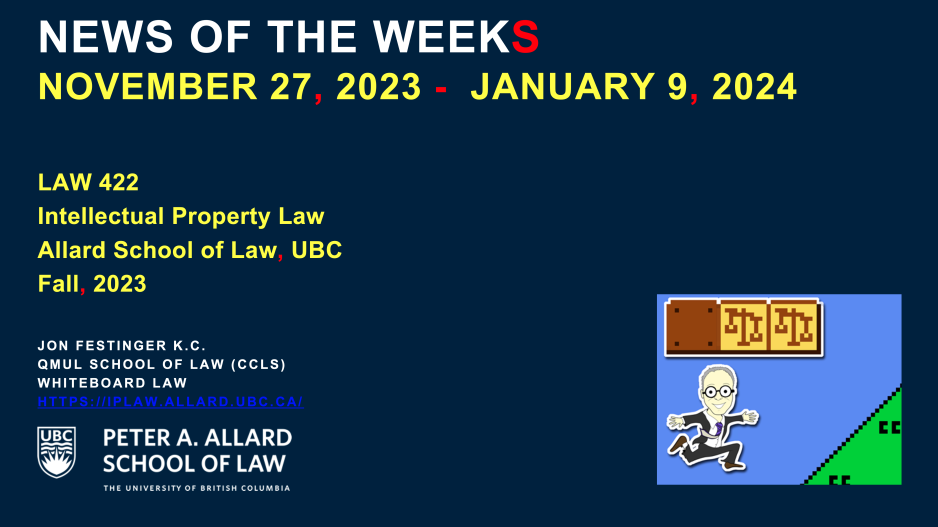 NEWS OF THE WEEKS
NOVEMBER 27, 2023 - JANUARY 9, 2024
LAW 422
Intellectual Property Law
Allard School of Law, UBC
Fall, 2023
JON FESTINGER K.C.
QMUL SCHOOL OF LAW (CCLS)
WHITEBOARD LAW
HTTPS://IPLAW.ALLARD.UBC.CA/
UBC
PETER A. ALLARD
SCHOOL OF LAW
THE UNIVERSITY OF BRITISH COLUMBIA